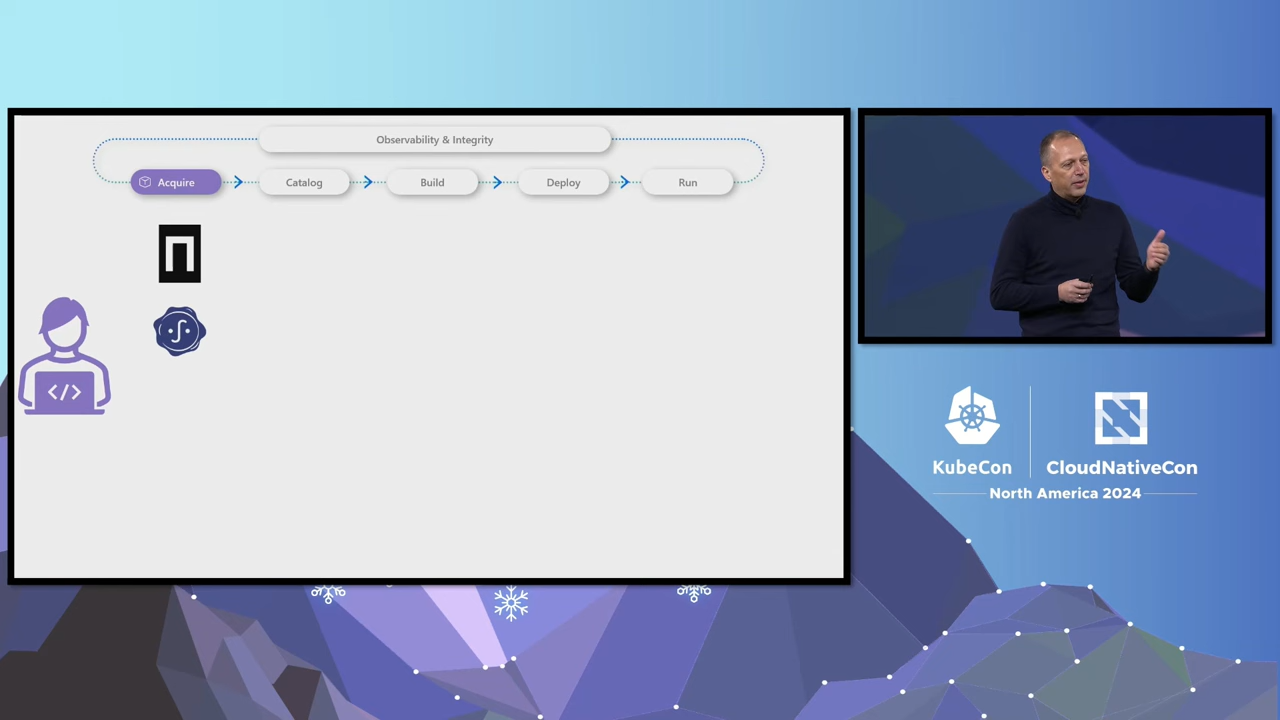 Observability & Integrity
Acquire
Catalog
Build
Deploy
Run
</>
KubeCon
CloudNativeCon
North America 2024